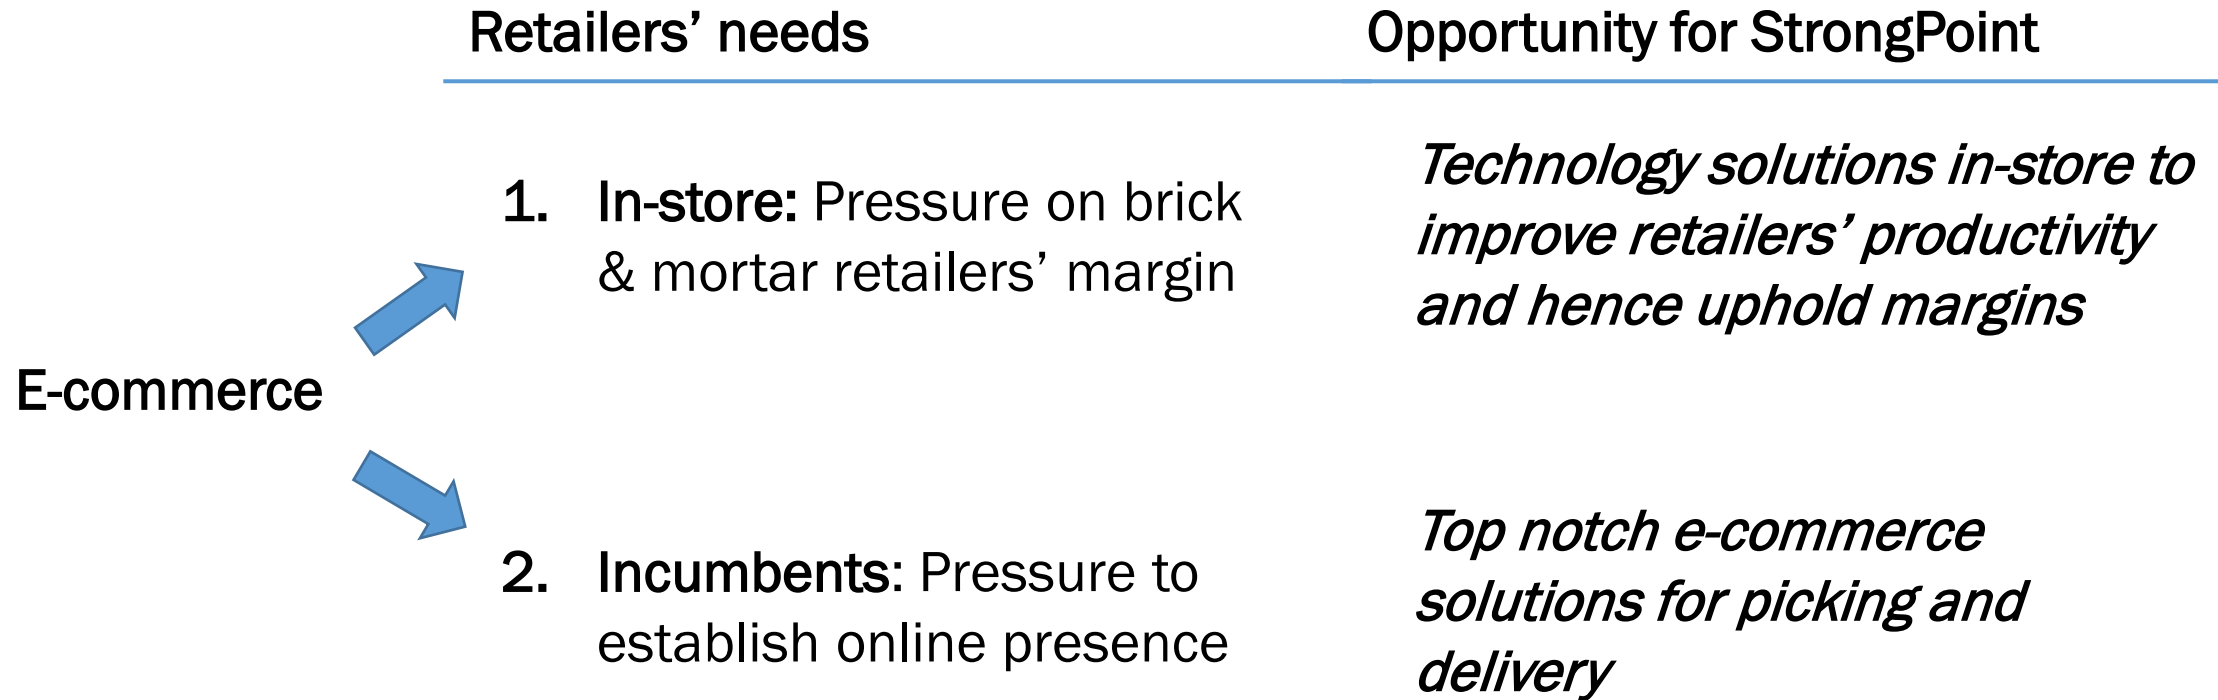 Retailers’ needs
Opportunity for StrongPoint
E-commerce
1. In-store: Pressure on brick
& mortar retailers’ margin
Technology solutions in-store to
improve retailers’ productivity
and hence uphold margins
2. Incumbents: Pressure to
establish online presence
Top notch e-commerce
solutions for picking and
delivery